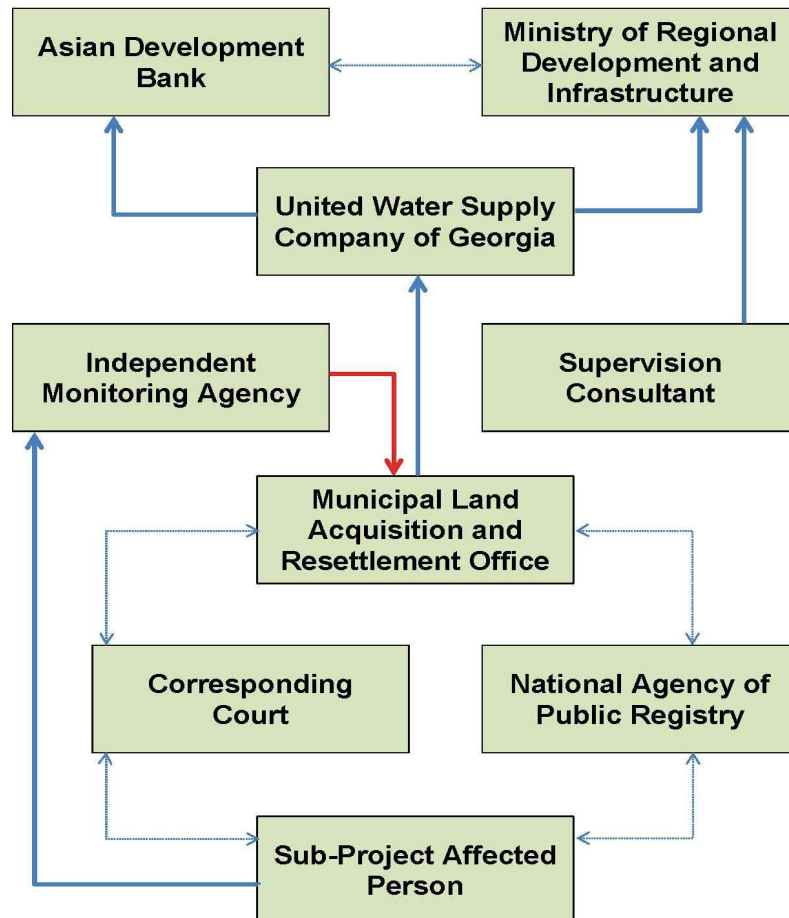 Asian Development
Bank
Ministry of Regional
Development and
Infrastructure
United Water Supply
Company of Georgia
Independent
Monitoring Agency
Supervision
Consultant
Municipal Land
Acquisition and
Resettlement Office
Corresponding
Court
National Agency of
Public Registry
Sub-Project Affected
Person